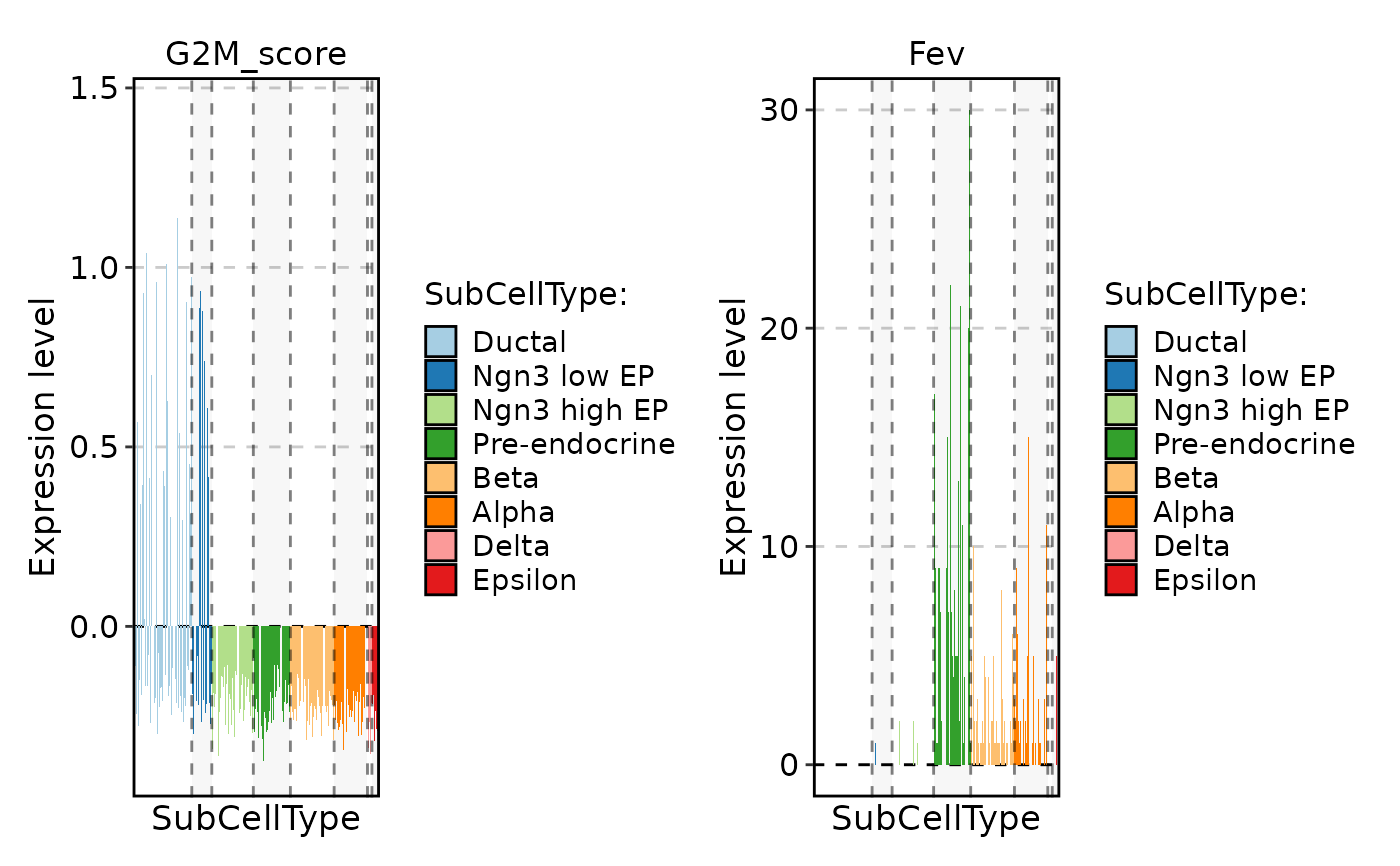 G2M_score
1.5
1.0
0.5
0.0
Expression level
SubCellType
SubCellType:
Ductal
Ngn3 low EP
Ngn3 high EP
Pre-endocrine
Beta
Alpha
Delta
Epsilon
Fev
30
20
10
0
Expression level
SubCellType
SubCellType:
Ductal
Ngn3 low EP
Ngn3 high EP
Pre-endocrine
Beta
Alpha
Delta
Epsilon